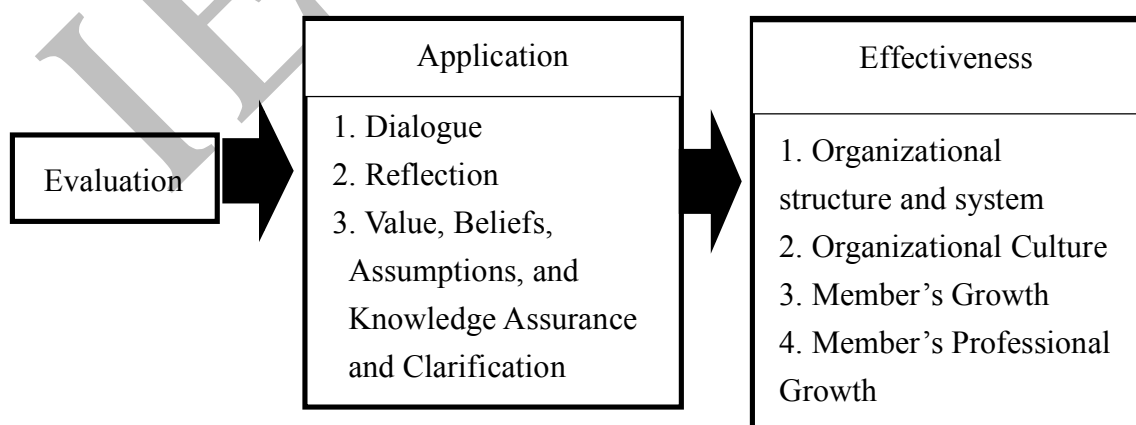 Evaluation
Application
1. Dialogue
2. Reflection
3. Value, Beliefs,
Assumptions, and
Knowledge Assurance
and Clarification
Effectiveness
1. Organizational
structure and system
2. Organizational Culture
3. Member’s Growth
4. Member’s Professional
Growth